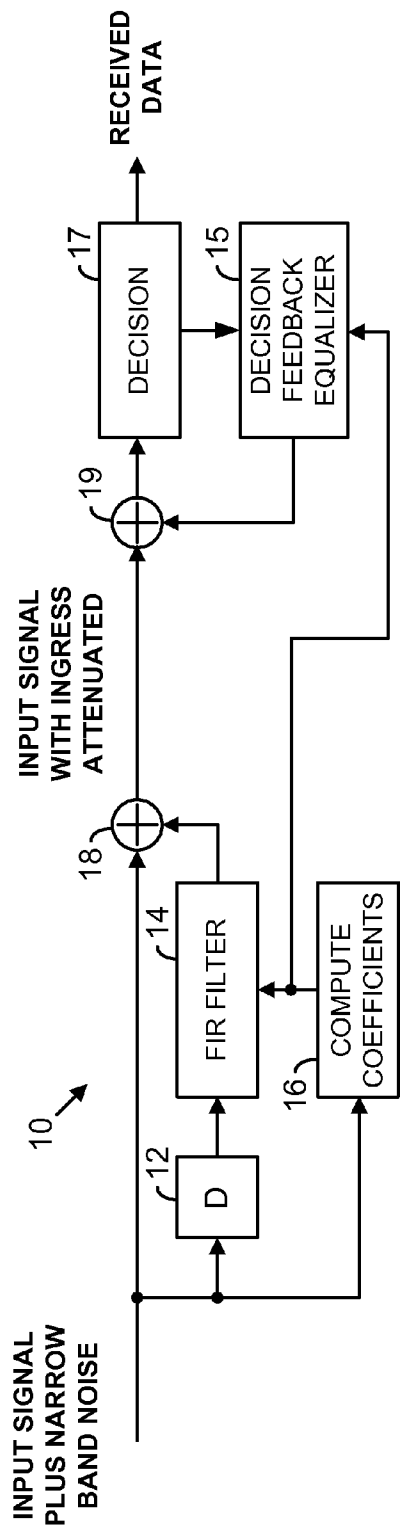 INPUT SIGNAL
PLUS NARROW
BAND NOISE
10
12
D
14
FIR FILTER
16
COMPUTE
COEFFICIENTS
18
INPUT SIGNAL
WITH INGRESS
ATTENUATED
19
17
DECISION
15
DECISION
FEEDBACK
EQUALIZER
RECEIVED
DATA